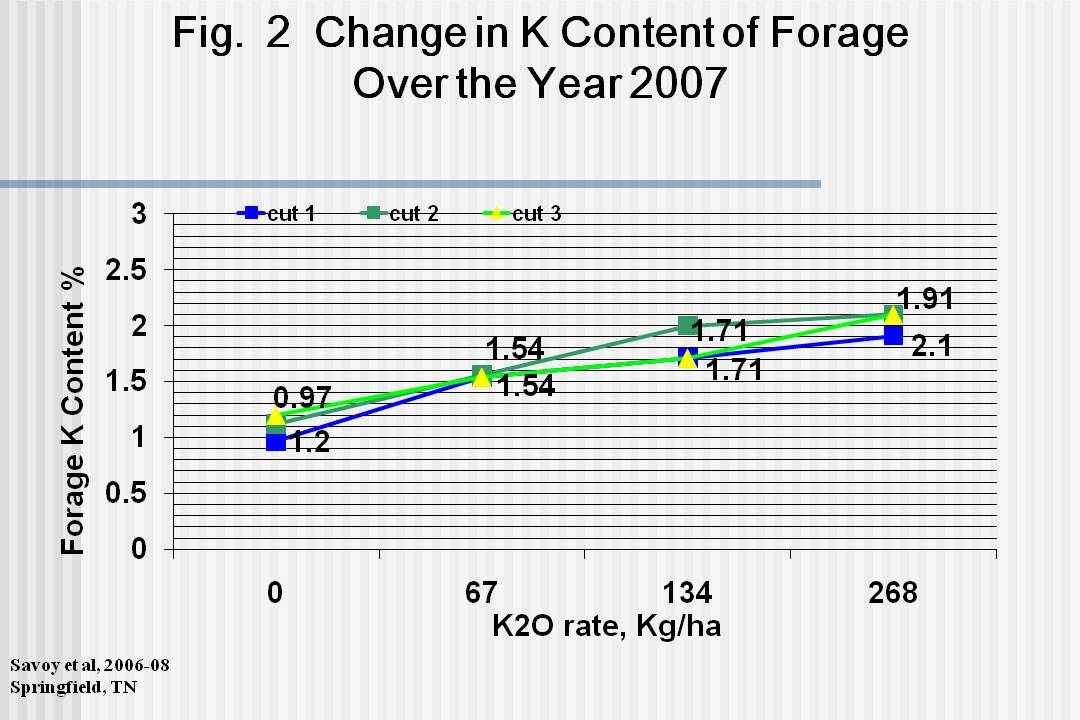 Fig. 2 Change in K Content of Forage
Over the Year 2007
cut 1 cut 2 cut 3
3
2.5
2
1.5
1
0.5
0
Forage K Content %
0.97
1.2
1.54
1.54
1.71
1.71
1.91
2.1
0 67 134 268
K2O rate, Kg/ha
Savoy et al, 2006-08
Springfield, TN